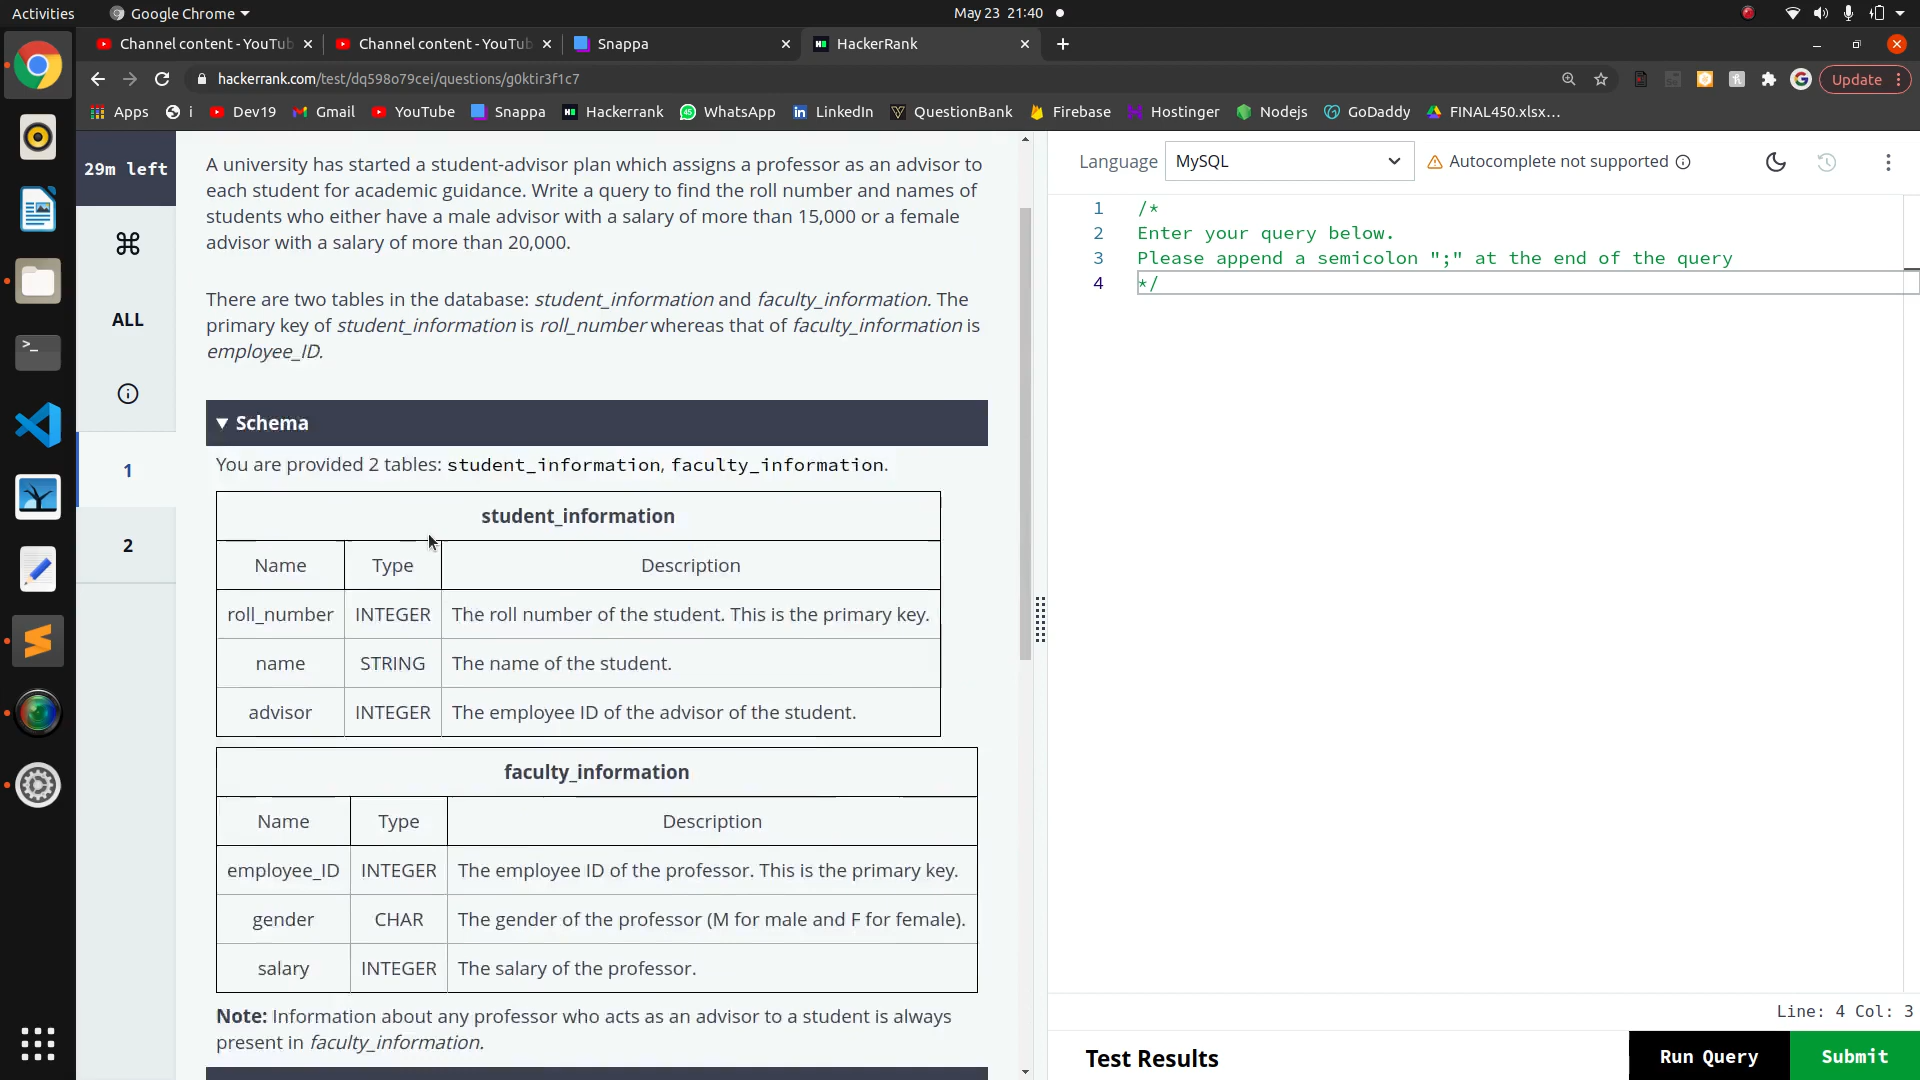 Activities
Google Chrome
May 23 21:40
Channel content - YouTub
Channel content - YouTub
Snappa
HackerRank
hackerrank.com/test/dq598o79cei/questions/g0ktir3f1c7
Update
Apps
i
Dev19
Gmail
YouTube
Snappa
Hackerrank
WhatsApp
LinkedIn
QuestionBank
Firebase
Hostinger
Nodejs
GoDaddy
FINAL450.xlsx...
29m left
ALL
1
2
A university has started a student-advisor plan which assigns a professor as an advisor to
each student for academic guidance. Write a query to find the roll number and names of
students who either have a male advisor with a salary of more than 15,000 or a female
advisor with a salary of more than 20,000.
There are two tables in the database: student_information and faculty_information. The
primary key of student_information is roll_number whereas that of faculty_information is
employee_ID.
Schema
You are provided 2 tables: student_information, faculty_information.
student_information
Name Type Description
roll_number INTEGER The roll number of the student. This is the primary key.
name STRING The name of the student.
advisor INTEGER The employee ID of the advisor of the student.
faculty_information
Name Type Description
employee_ID INTEGER The employee ID of the professor. This is the primary key.
gender CHAR The gender of the professor (M for male and F for female).
salary INTEGER The salary of the professor.
Note: Information about any professor who acts as an advisor to a student is always
present in faculty_information.
Language MySQL
Autocomplete not supported
1 /*
2 Enter your query below.
3 Please append a semicolon ";" at the end of the query
4 */
Line: 4 Col: 3
Test Results
Run Query
Submit